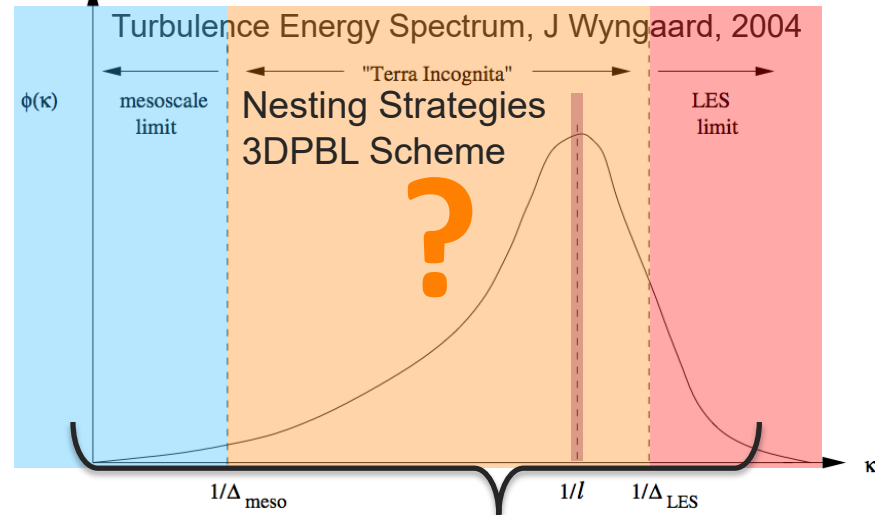 Turbulence Energy Spectrum, J Wyngaard, 2004
"Terra Incognita"
ϕ(κ)
mesoscale
limit
Nesting Strategies
3DPBL Scheme
LES
limit
?
κ
1/Δ meso
1/l
1/Δ LES